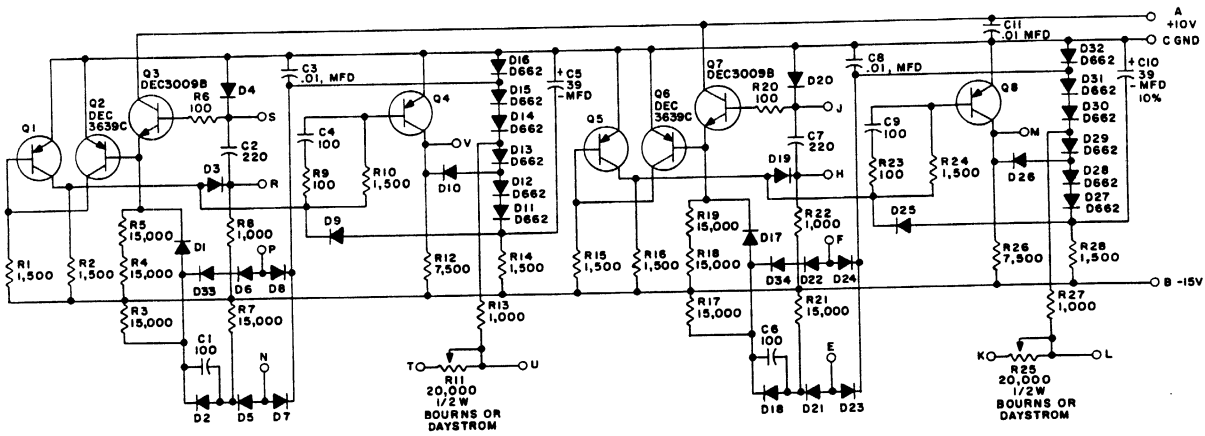 A
+10V
C GND
C11
.01 MFD
Q3
DEC3009B
D4
R6
100
S
C2
220
D3
R
Q1
Q2
DEC
3639C
C3
.01, MFD
C4
100
R9
100
R10
1,500
Q4
V
D10
D16
D662
D15
D662
D14
D662
D13
D662
D12
D662
D11
D662
+
C5
39
-MFD
D9
R5
15,000
R4
15,000
D1
R8
1,000
P
D33
D6
D8
R1
1,500
R2
1,500
R3
15,000
R7
15,000
C1
100
N
D2
D5
D7
R12
7,500
R14
1,500
R13
1,000
T
U
R11
20,000
1/2W
BOURNS OR
DAYSTROM
Q7
DEC3009B
D20
R20
100
J
C7
220
D19
H
Q5
Q6
DEC
3639C
C8
.01, MFD
C9
100
R23
100
R24
1,500
Q8
M
D26
D32
D662
D31
D662
D30
D662
D29
D662
D28
D662
D27
D662
+
C10
39
- MFD
10%
D25
R19
15,000
R18
15,000
D17
R22
1,000
F
D34
D22
D24
R15
1,500
R16
1,500
R17
15,000
R21
15,000
C6
100
E
D18
D21
D23
R26
7,500
R28
1,500
B -15V
R27
1,000
K
L
R25
20,000
1/2W
BOURNS OR
DAYSTROM